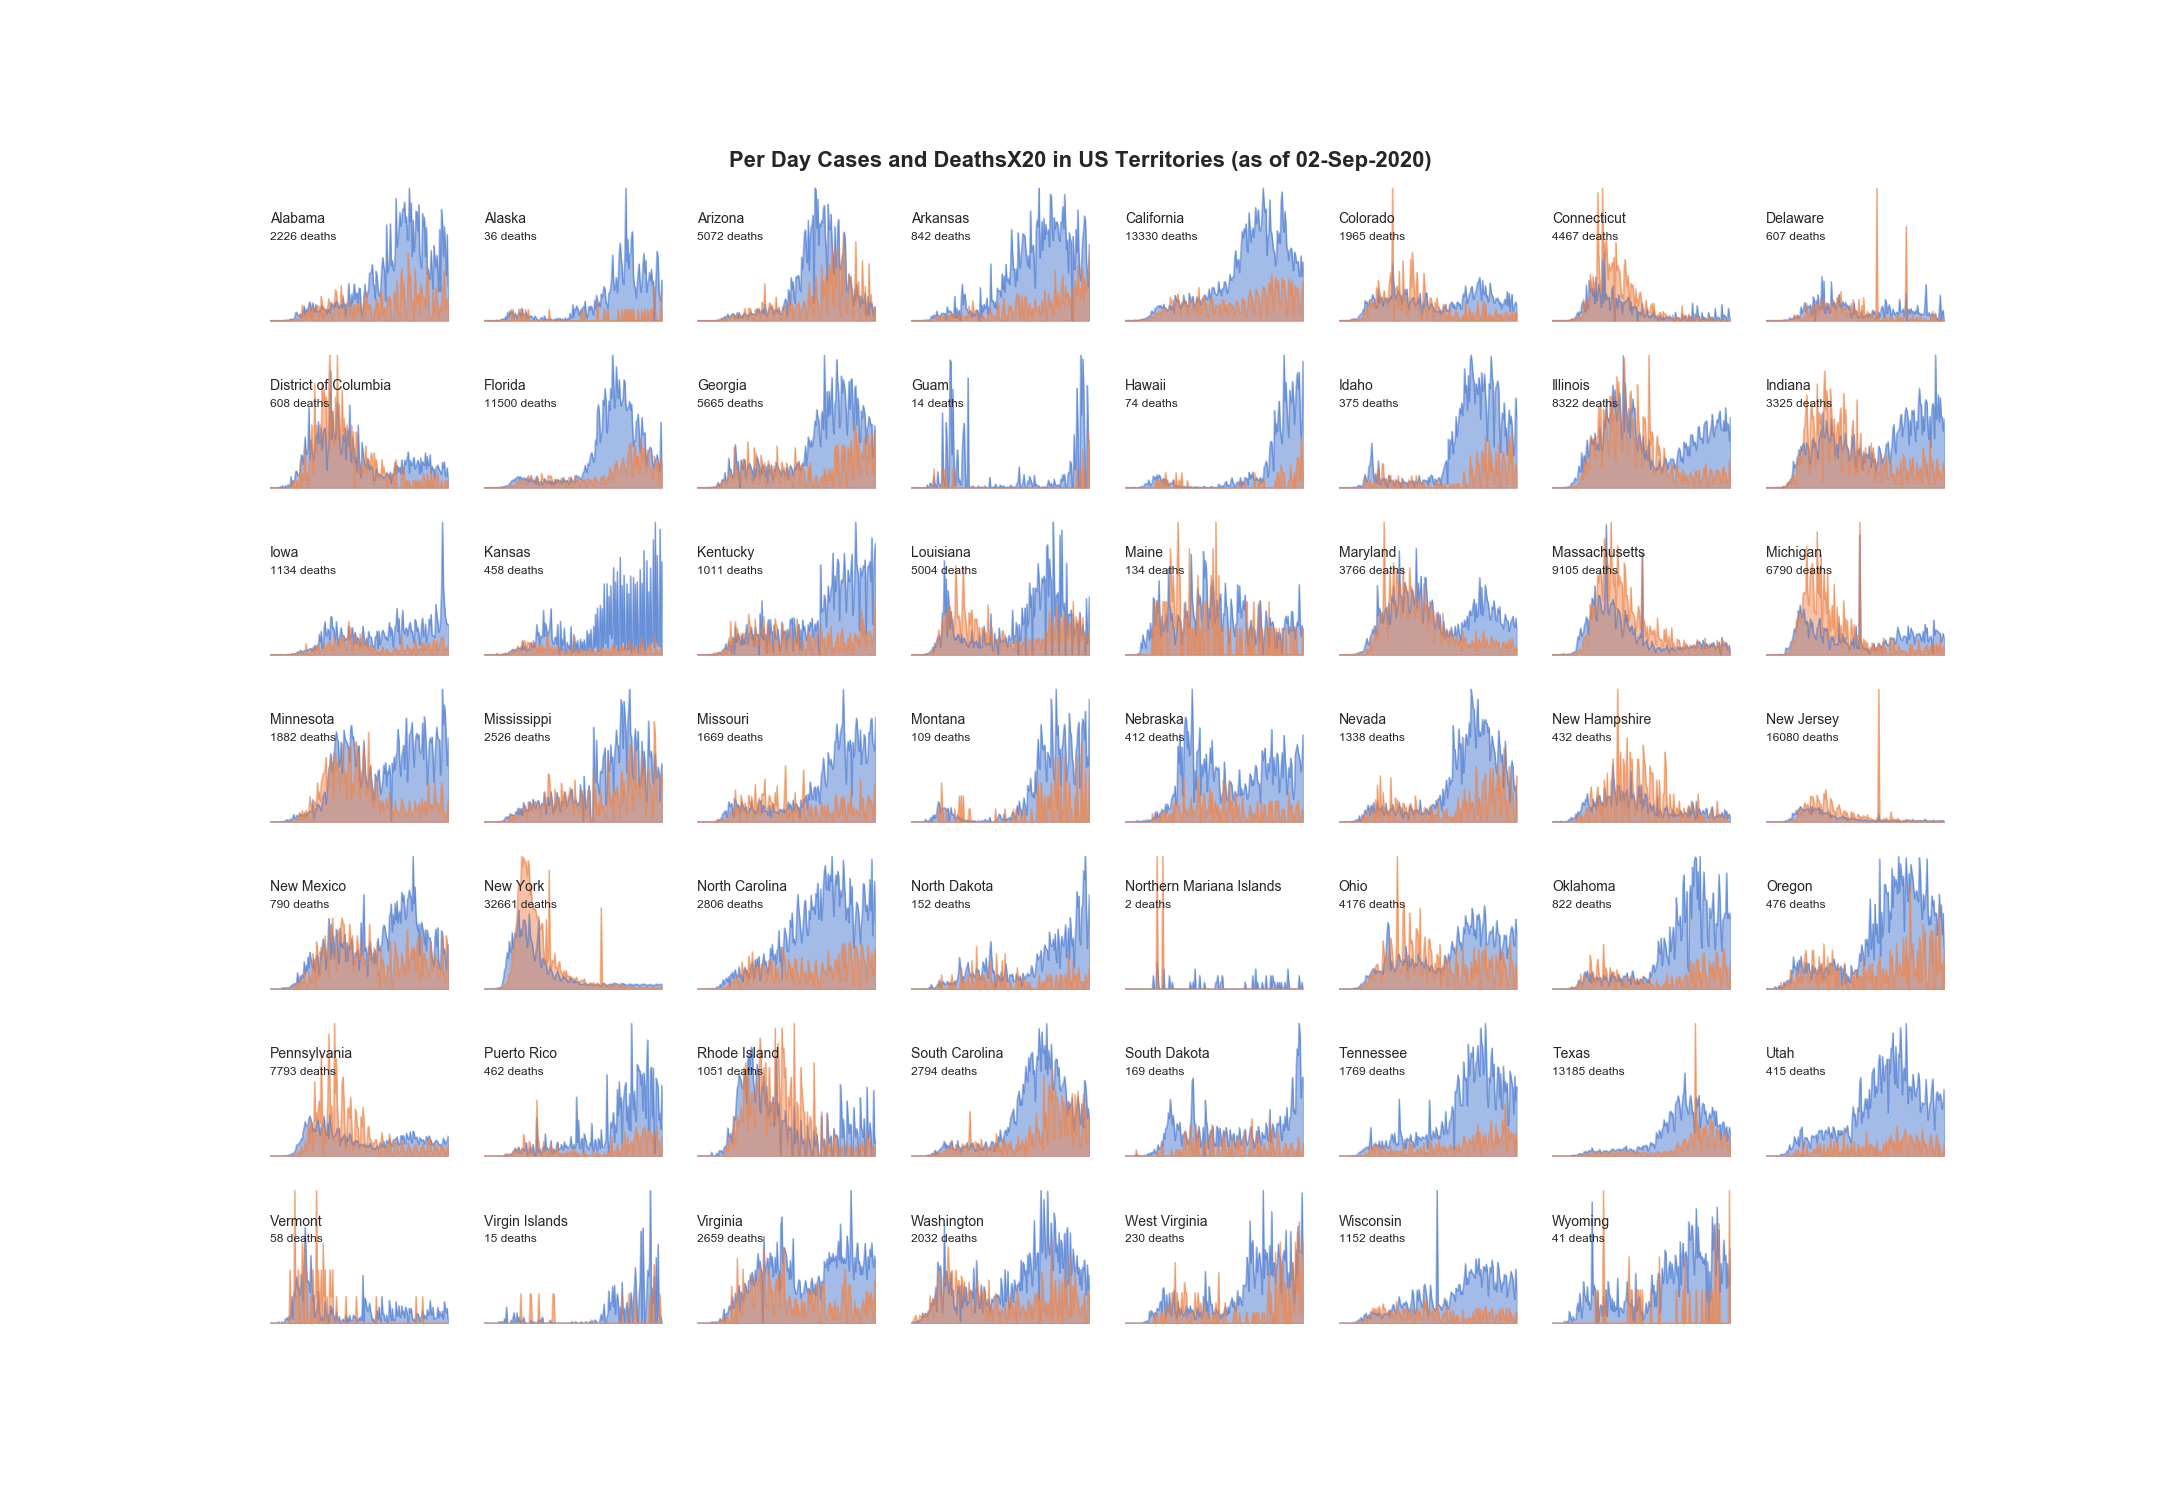 Per Day Cases and DeathsX20 in US Territories (as of 02-Sep-2020)
Alabama
2226 deaths
Alaska
36 deaths
Arizona
5072 deaths
Arkansas
842 deaths
California
13330 deaths
Colorado
1965 deaths
Connecticut
4467 deaths
Delaware
607 deaths
District of Columbia
608 deaths
Florida
11500 deaths
Georgia
5665 deaths
Guam
14 deaths
Hawaii
74 deaths
Idaho
375 deaths
Illinois
8322 deaths
Indiana
3325 deaths
Iowa
1134 deaths
Kansas
458 deaths
Kentucky
1011 deaths
Louisiana
5004 deaths
Maine
134 deaths
Maryland
3766 deaths
Massachusetts
9105 deaths
Michigan
6790 deaths
Minnesota
1882 deaths
Mississippi
2526 deaths
Missouri
1669 deaths
Montana
109 deaths
Nebraska
412 deaths
Nevada
1338 deaths
New Hampshire
432 deaths
New Jersey
16080 deaths
New Mexico
790 deaths
New York
32661 deaths
North Carolina
2806 deaths
North Dakota
152 deaths
Northern Mariana Islands
2 deaths
Ohio
4176 deaths
Oklahoma
822 deaths
Oregon
476 deaths
Pennsylvania
7793 deaths
Puerto Rico
462 deaths
Rhode Island
1051 deaths
South Carolina
2794 deaths
South Dakota
169 deaths
Tennessee
1769 deaths
Texas
13185 deaths
Utah
415 deaths
Vermont
58 deaths
Virgin Islands
15 deaths
Virginia
2659 deaths
Washington
2032 deaths
West Virginia
230 deaths
Wisconsin
1152 deaths
Wyoming
41 deaths